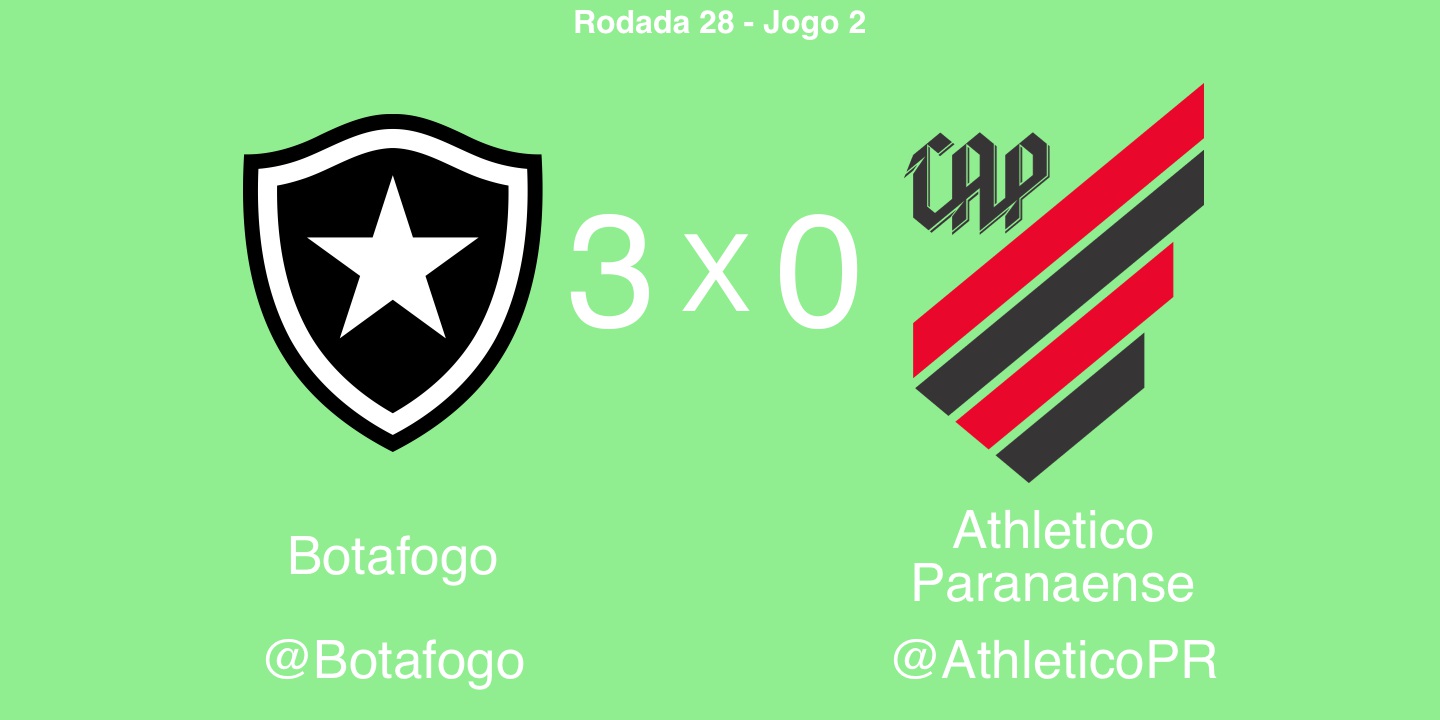 Rodada 28 - Jogo 2
CAP
3 x 0
Botafogo
Athletico
Paranaense
@Botafogo
@AthleticoPR